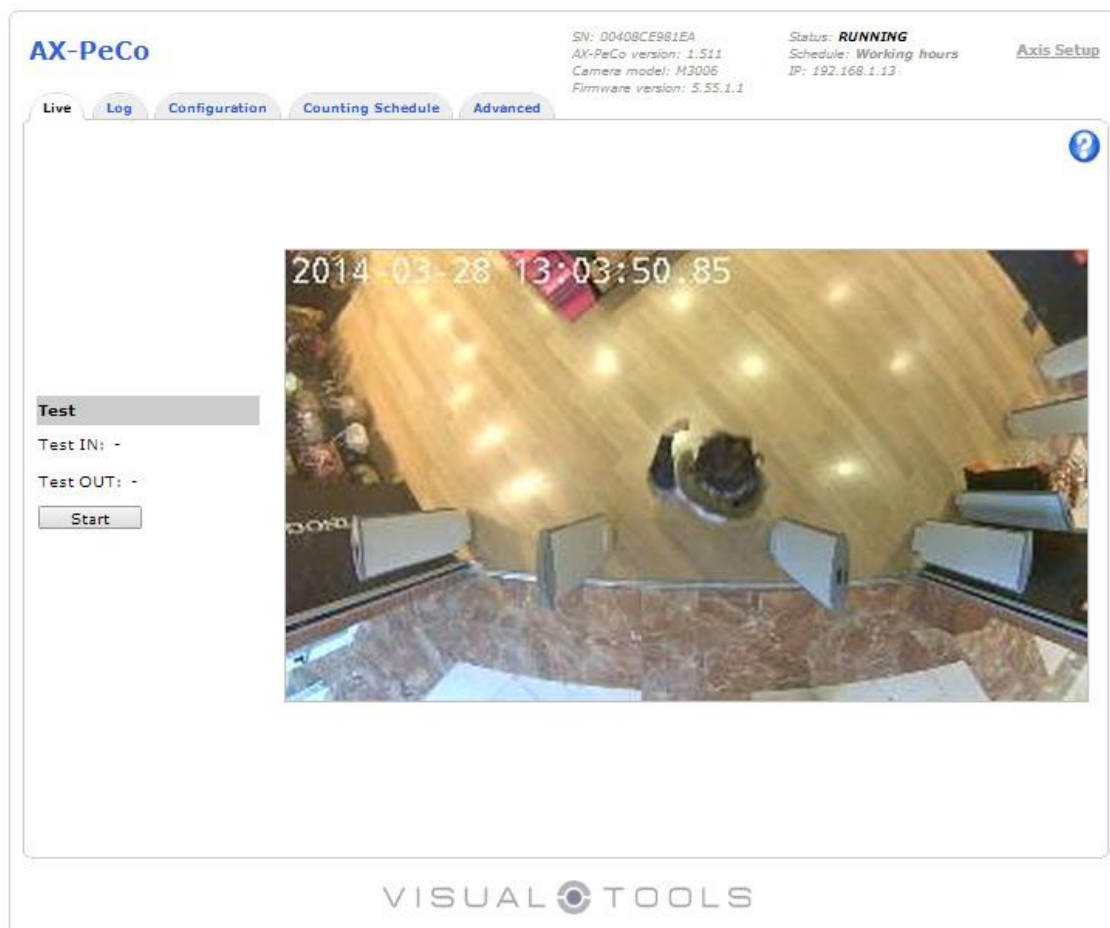 AX-PeCo
SN: 00408CE981EA
AX-PeCo version: 1.511
Camera model: M3006
Firmware version: 5.55.1.1
Status: RUNNING
Schedule: Working hours
IP: 192.168.1.13
Axis Setup
Live Log Configuration Counting Schedule Advanced
?
2014-03-28 13:03:50.85
Test
Test IN: -
Test OUT: -
Start
VISUAL TOOLS